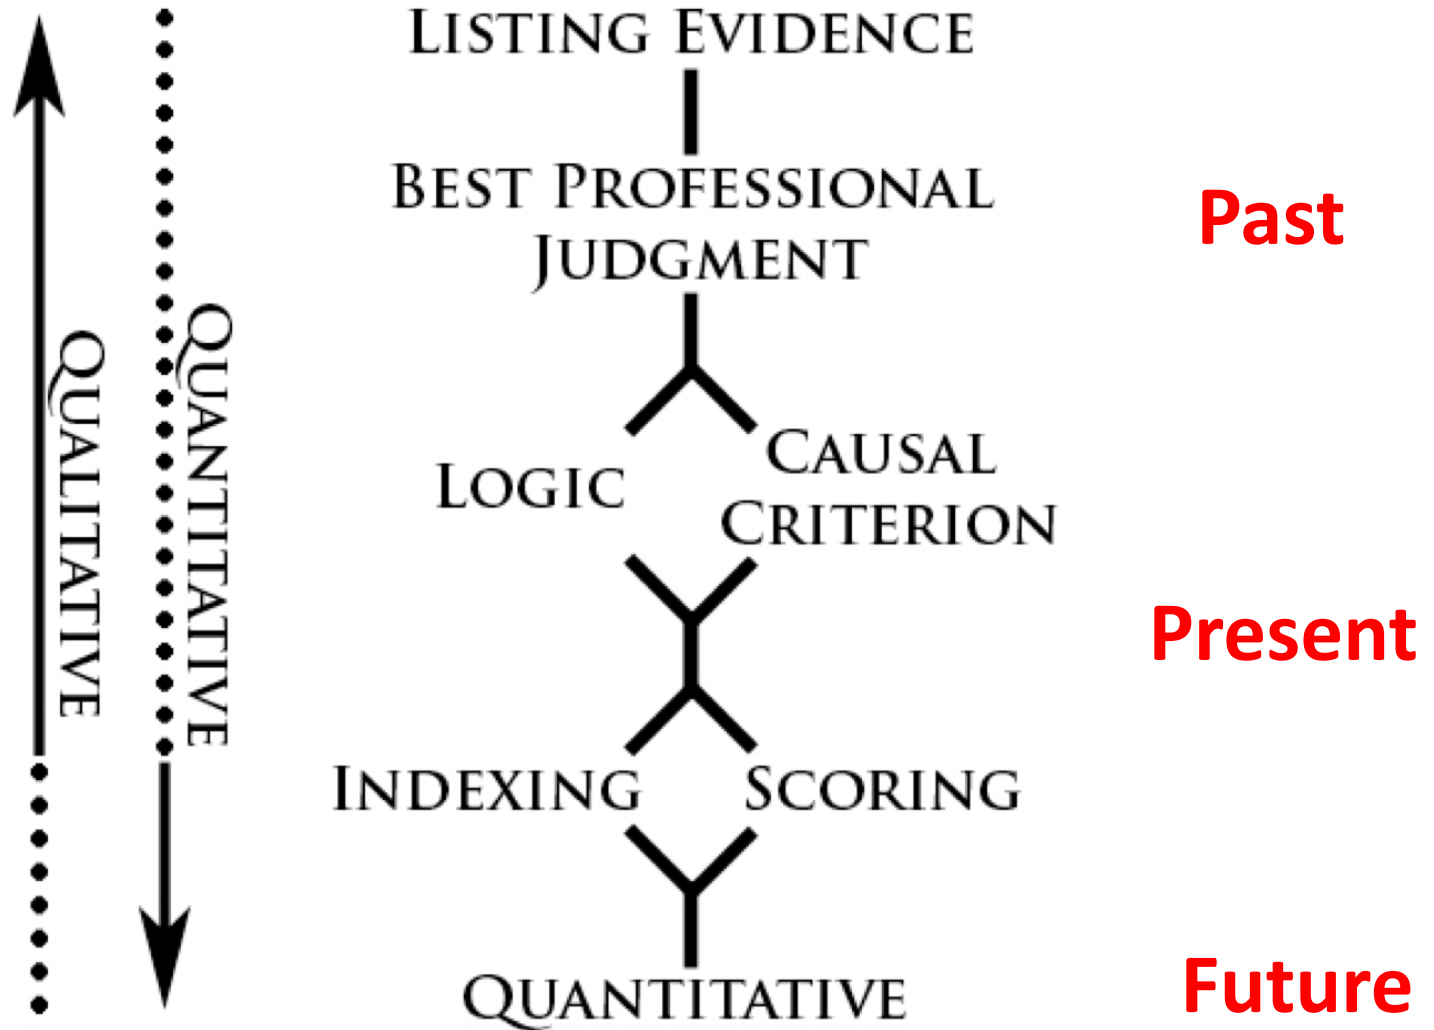 LISTING EVIDENCE
BEST PROFESSIONAL
JUDGMENT
Past
QUALITATIVE
QUANTITATIVE
LOGIC
CAUSAL
CRITERION
Present
INDEXING
SCORING
QUANTITATIVE
Future